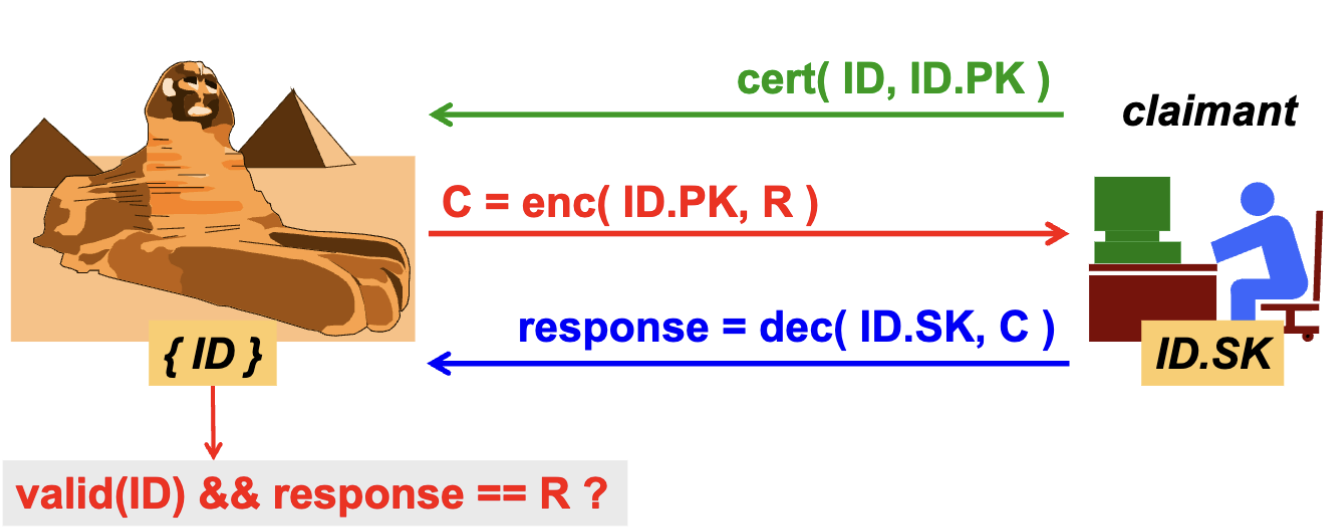 cert( ID, ID.PK )
claimant
C = enc( ID.PK, R )
response = dec( ID.SK, C )
{ ID }
ID.SK
valid(ID) && response == R ?